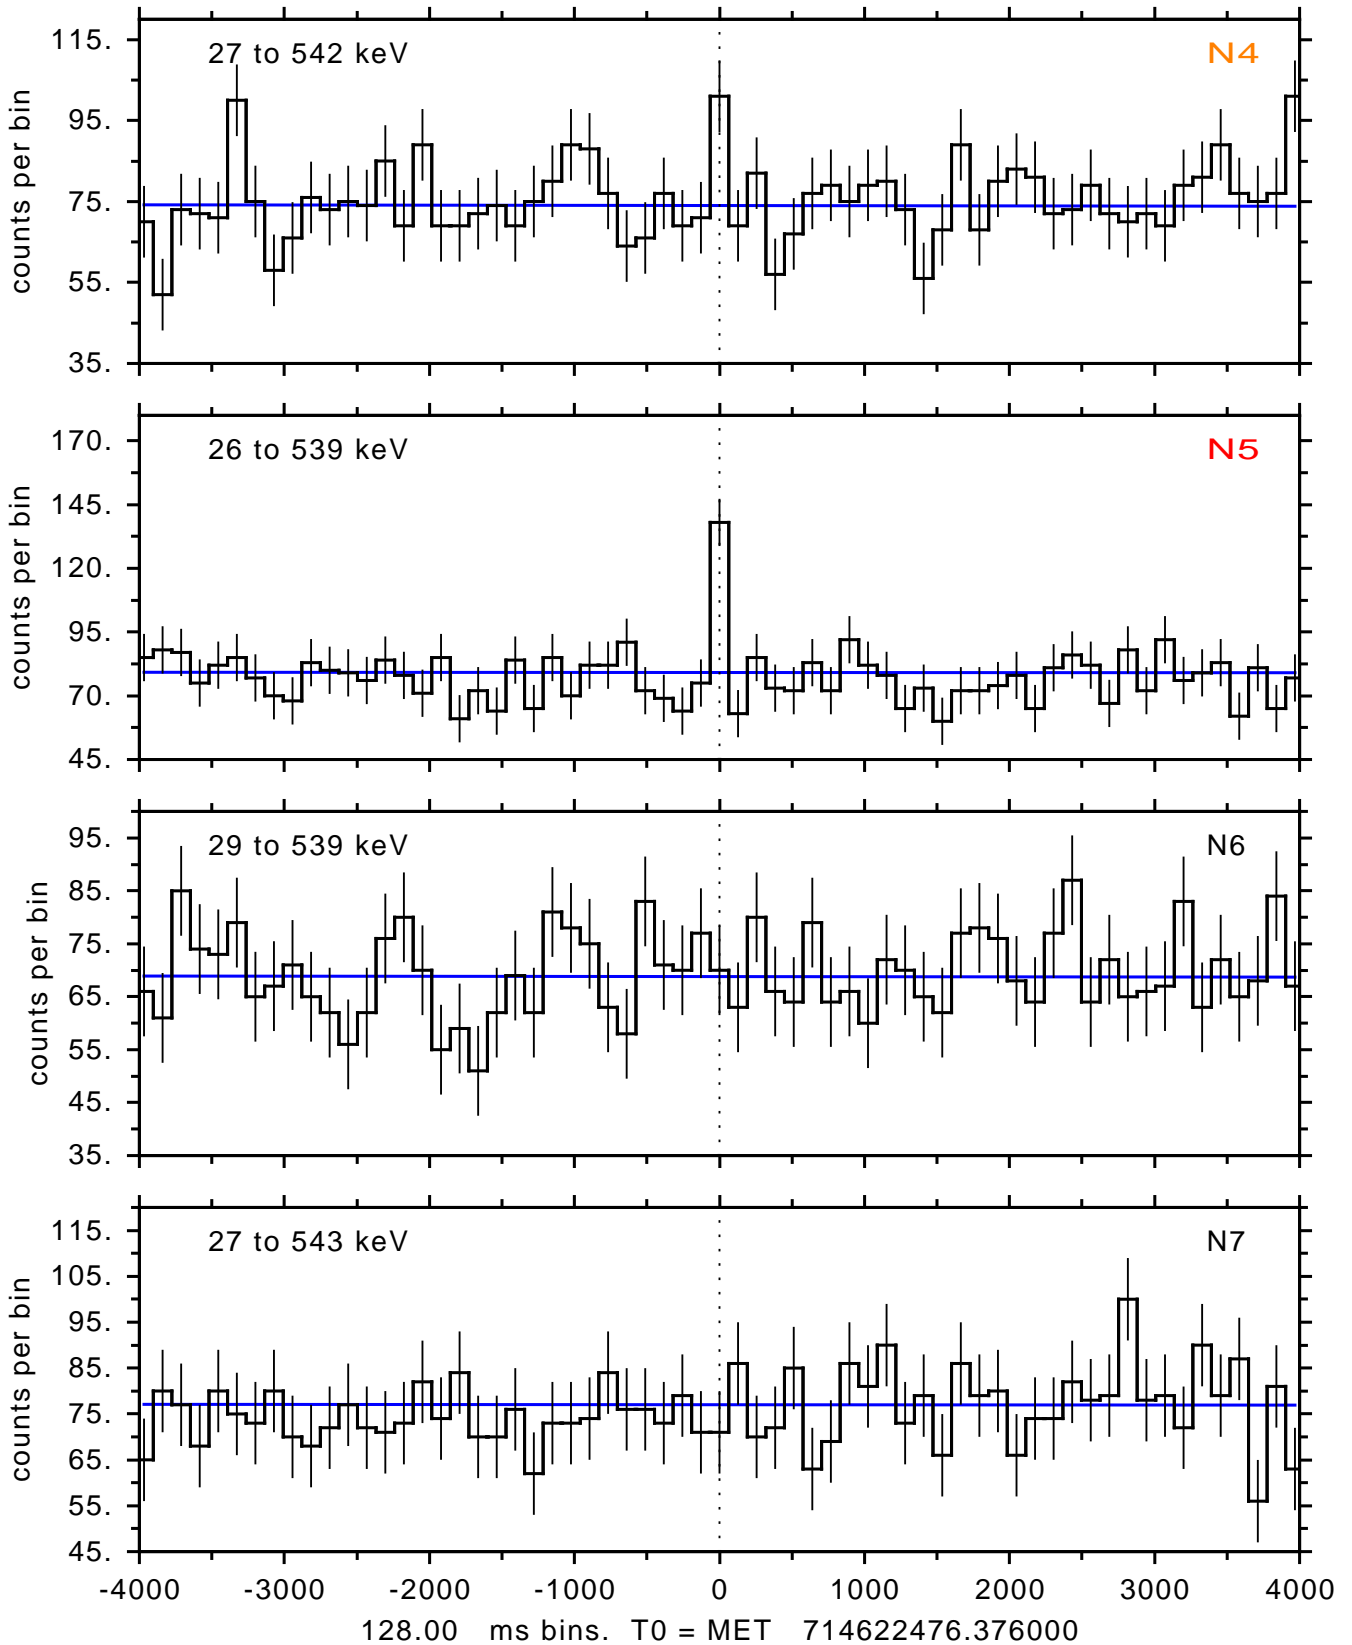 27 to 542 keV N4
115.
95.
75.
55.
35.
counts per bin
26 to 539 keV N5
170.
145.
120.
95.
70.
45.
counts per bin
29 to 539 keV N6
95.
85.
75.
65.
55.
45.
35.
counts per bin
27 to 543 keV N7
115.
105.
95.
85.
75.
65.
55.
45.
counts per bin
-4000 -3000 -2000 -1000 0 1000 2000 3000 4000
128.00 ms bins. T0 = MET 714622476.376000